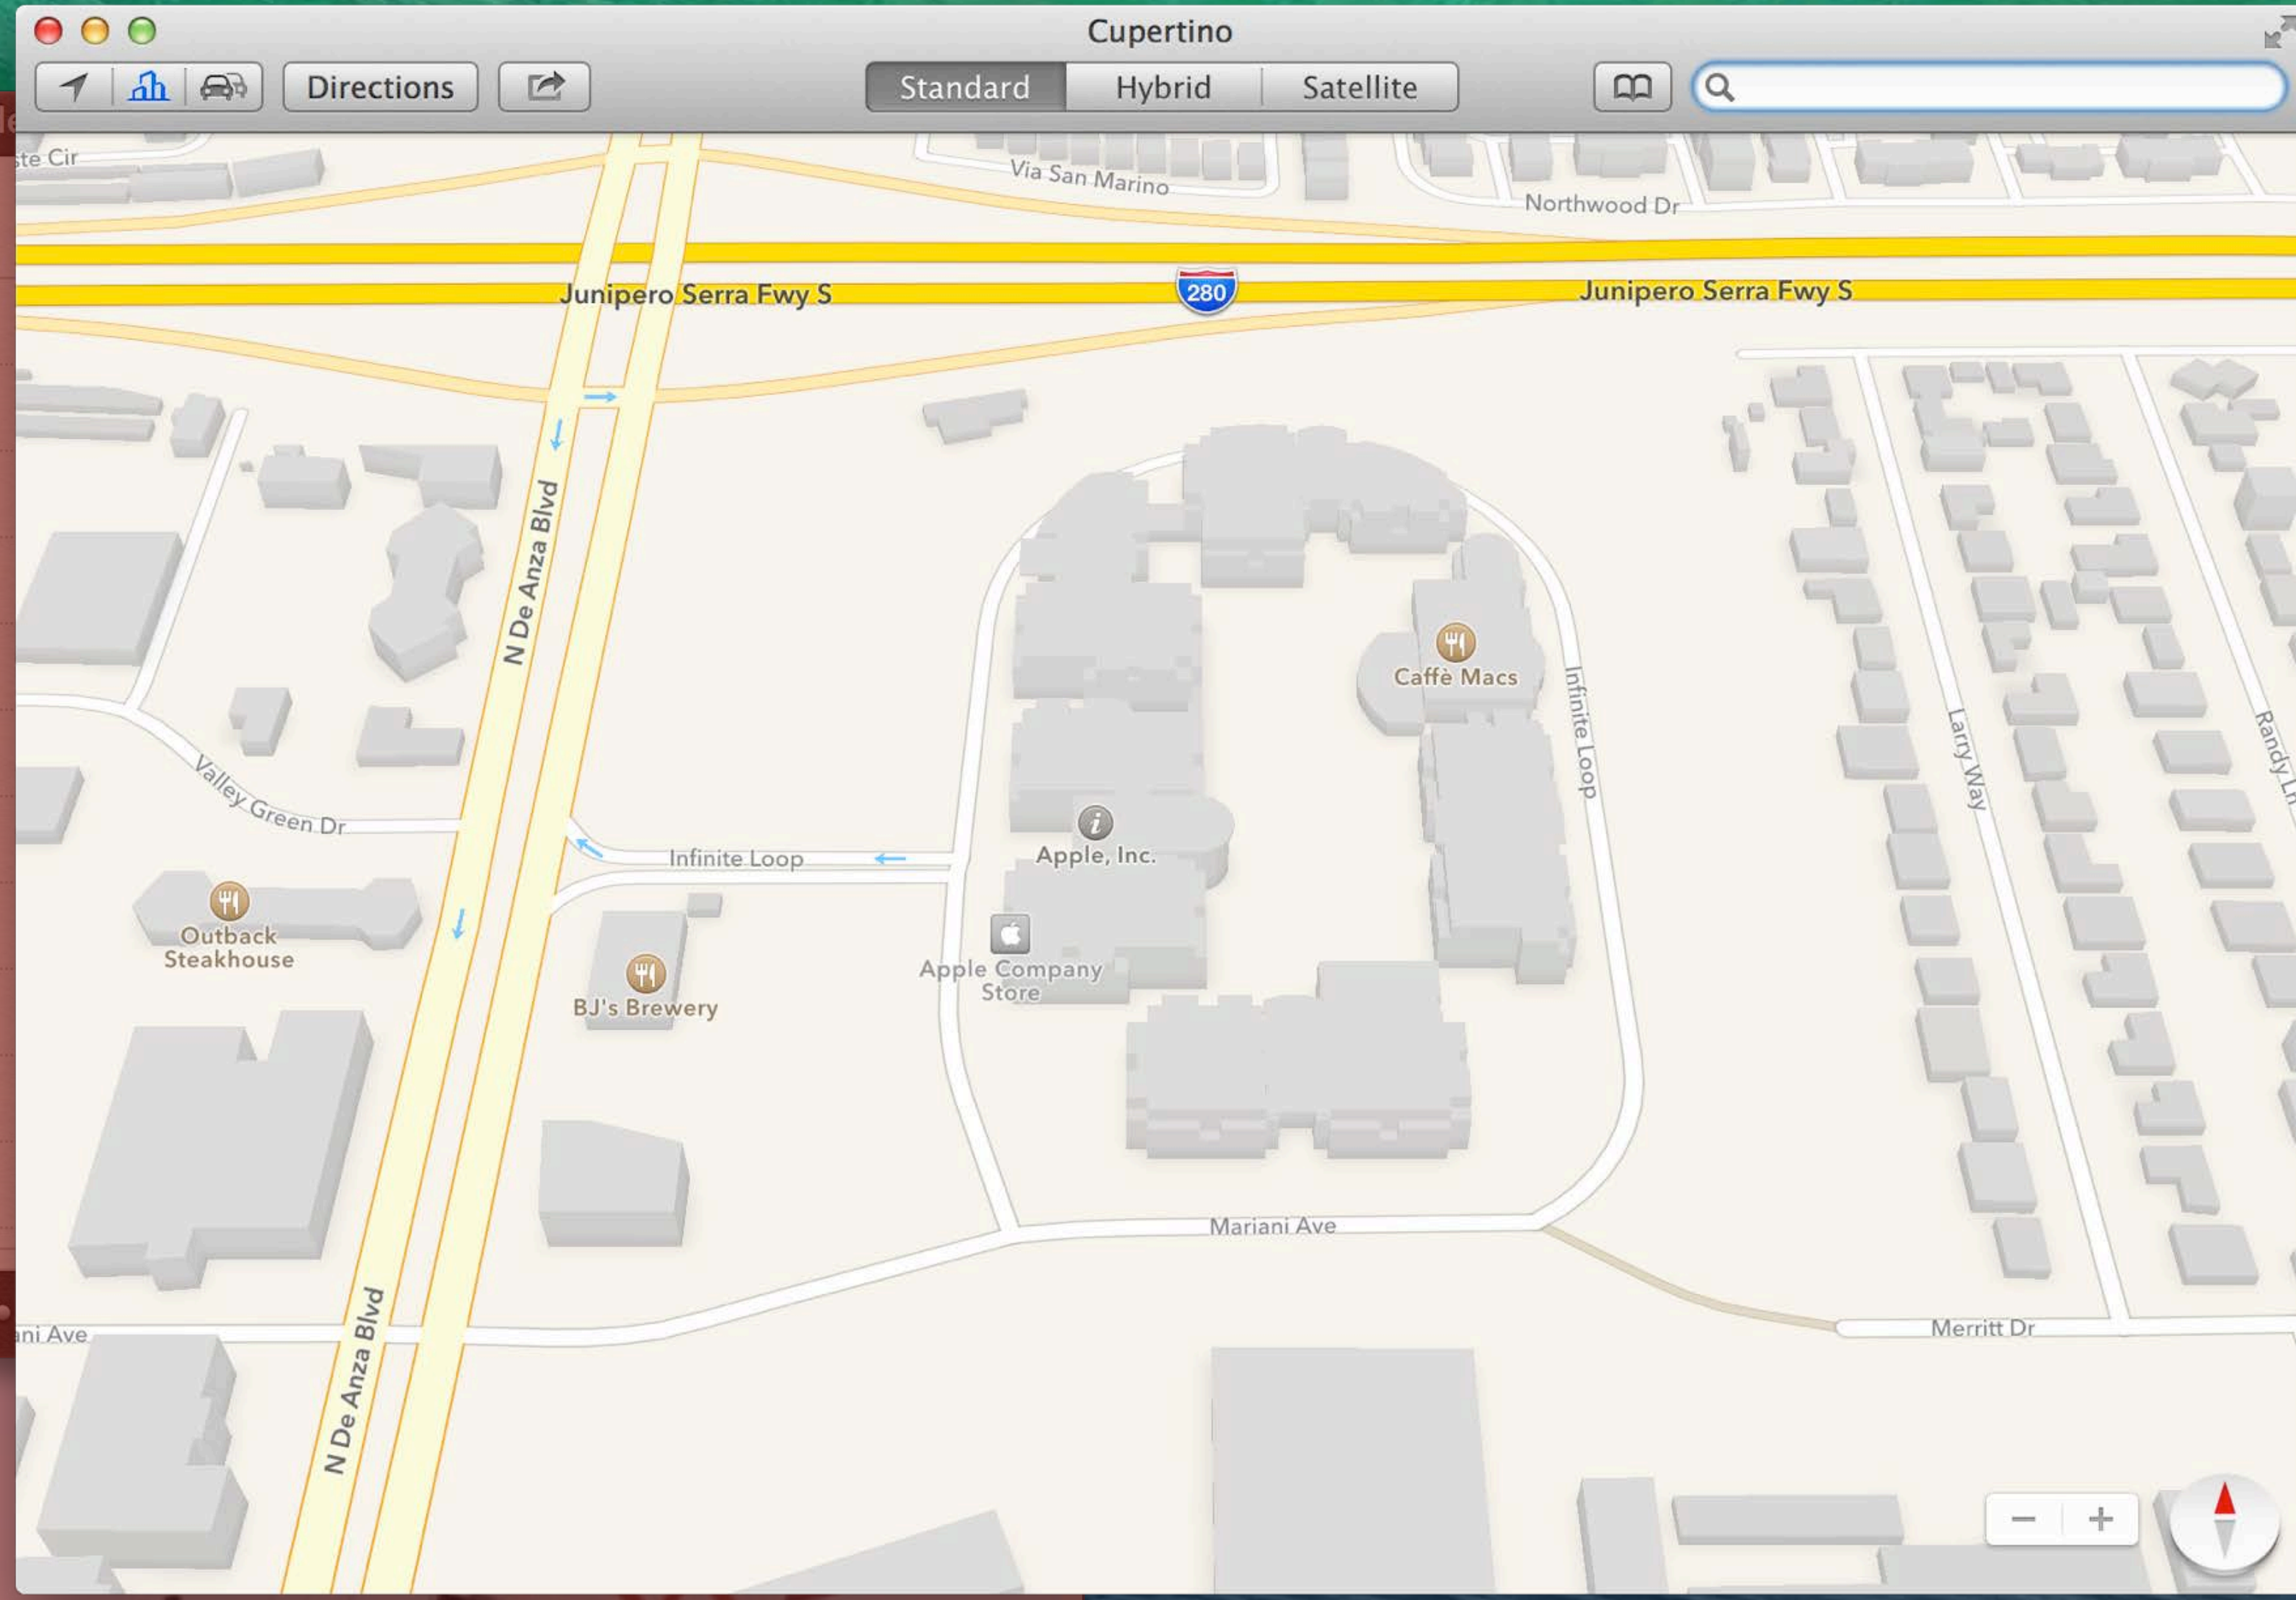 Cupertino
Directions
Standard
Hybrid
Satellite
ste Cir
Via San Marino
Northwood Dr
Junipero Serra Fwy S
280
Junipero Serra Fwy S
N De Anza Blvd
Caffè Macs
Infinite Loop
Larry Way
Randy Ln
Valley Green Dr
Infinite Loop
Apple, Inc.
Outback
Steakhouse
BJ's Brewery
Apple Company
Store
Mariani Ave
N De Anza Blvd
ani Ave
Merritt Dr